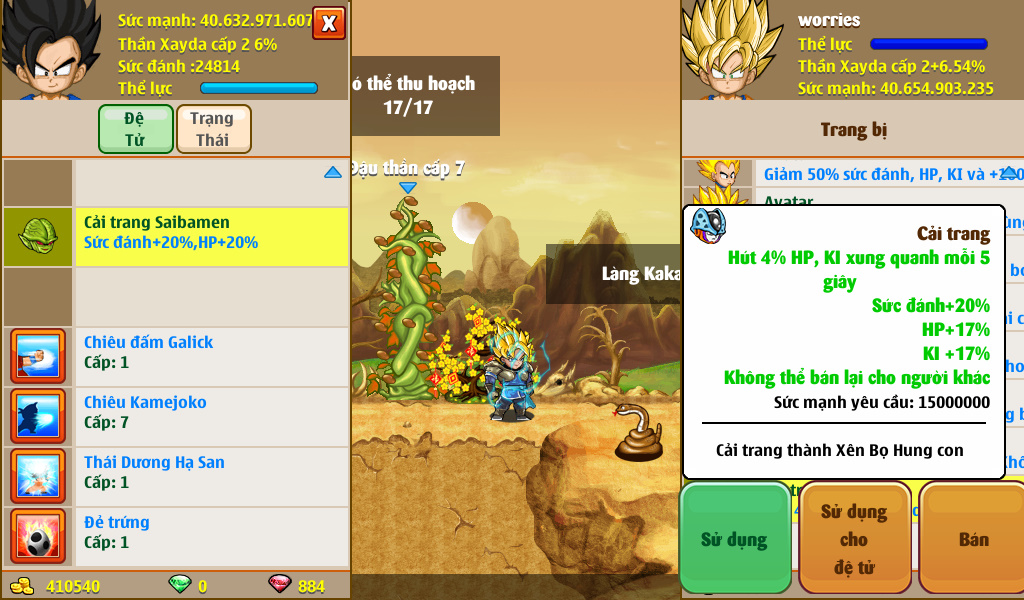 Sức mạnh: 40.632.971.607
X
Thần Xayda cấp 2 6%
Sức đánh :24814
Thể lực
Đệ
Tử
Trạng
Thái
Cải trang Saibamen
Sức đánh+20%,HP+20%
Chiêu đấm Galick
Cấp: 1
Chiêu Kamejoko
Cấp: 7
Thái Dương Hạ San
Cấp: 1
Đẻ trứng
Cấp: 1
410540
0
884
ó thể thu hoạch
17/17
Đậu thần cấp 7
Làng Kaka
worries
Thể lực
Thần Xayda cấp 2+6.54%
Sức mạnh: 40.654.903.235
Trang bị
Giảm 50% sức đánh, HP, KI và
Avatar
Cải trang
Hút 4% HP, KI xung quanh mỗi 5
giây
Sức đánh+20%
HP+17%
KI +17%
Không thể bán lại cho người khác
Sức mạnh yêu cầu: 15000000
Cải trang thành Xên Bọ Hung con
Sử dụng
Sử dụng
cho
đệ tử
Bán